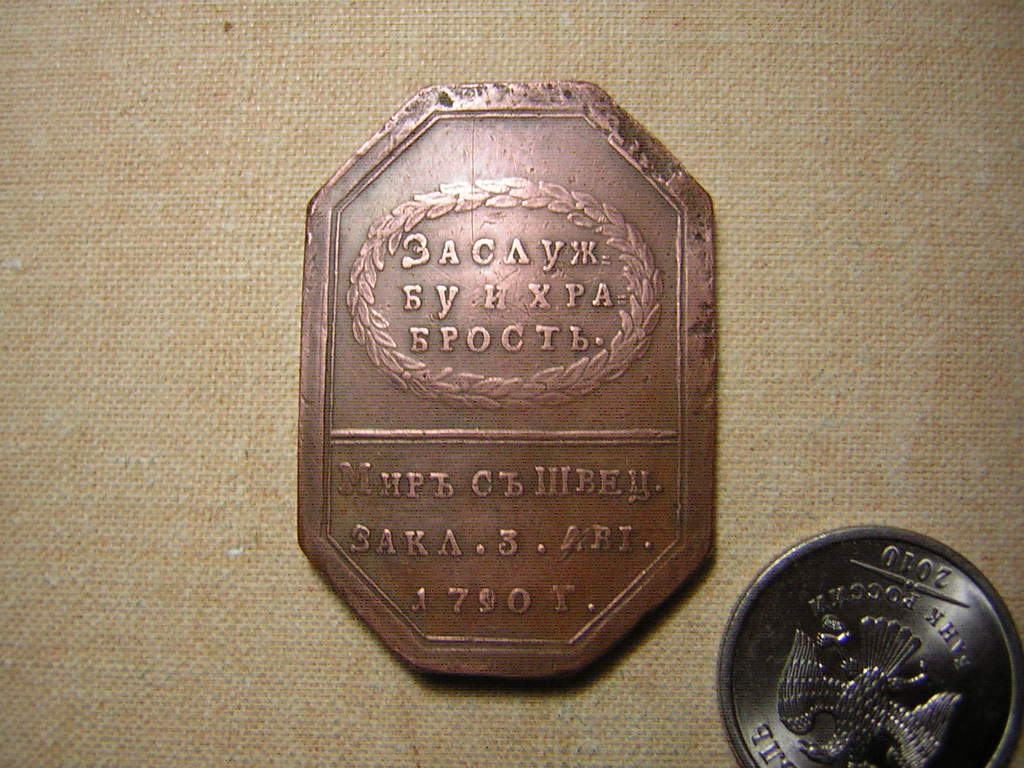 ЗАСЛУЖ-
БУ И ХРА-
БРОСТЬ.
МИРЪ СЪ ШВЕЦ.
ЗАКЛ. 3. АВГ.
1790 Г.
2010
БАНК РОССИИ